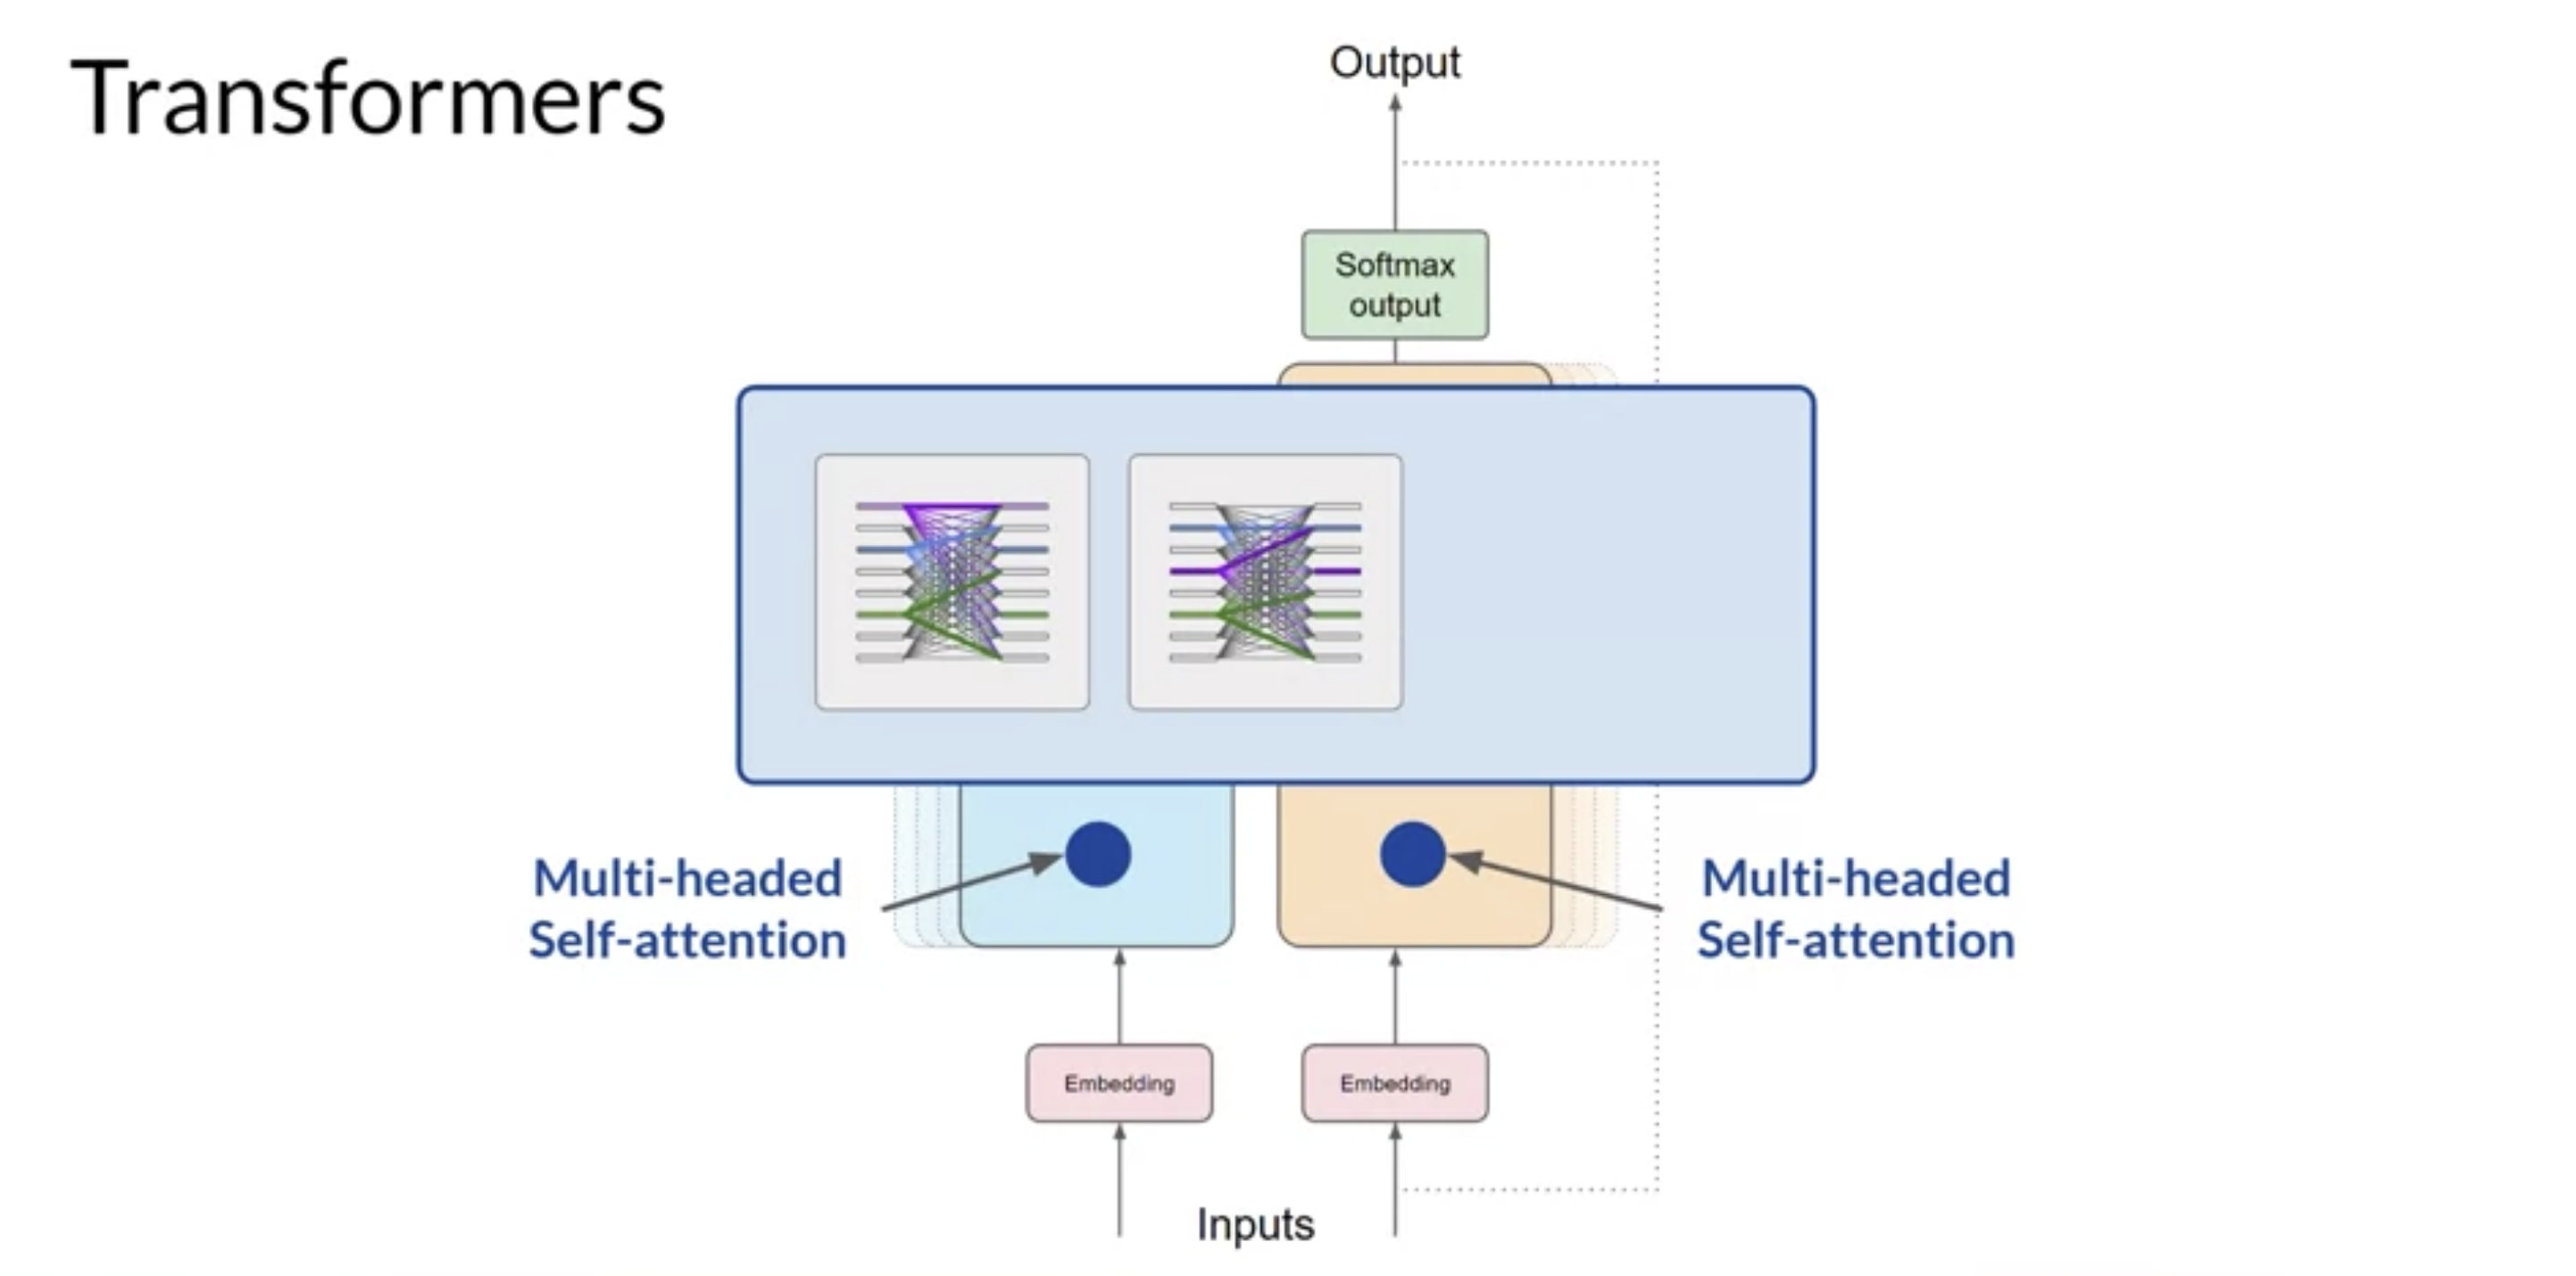 Transformers
Output
Softmax
output
Multi-headed
Self-attention
Multi-headed
Self-attention
Embedding
Embedding
Inputs